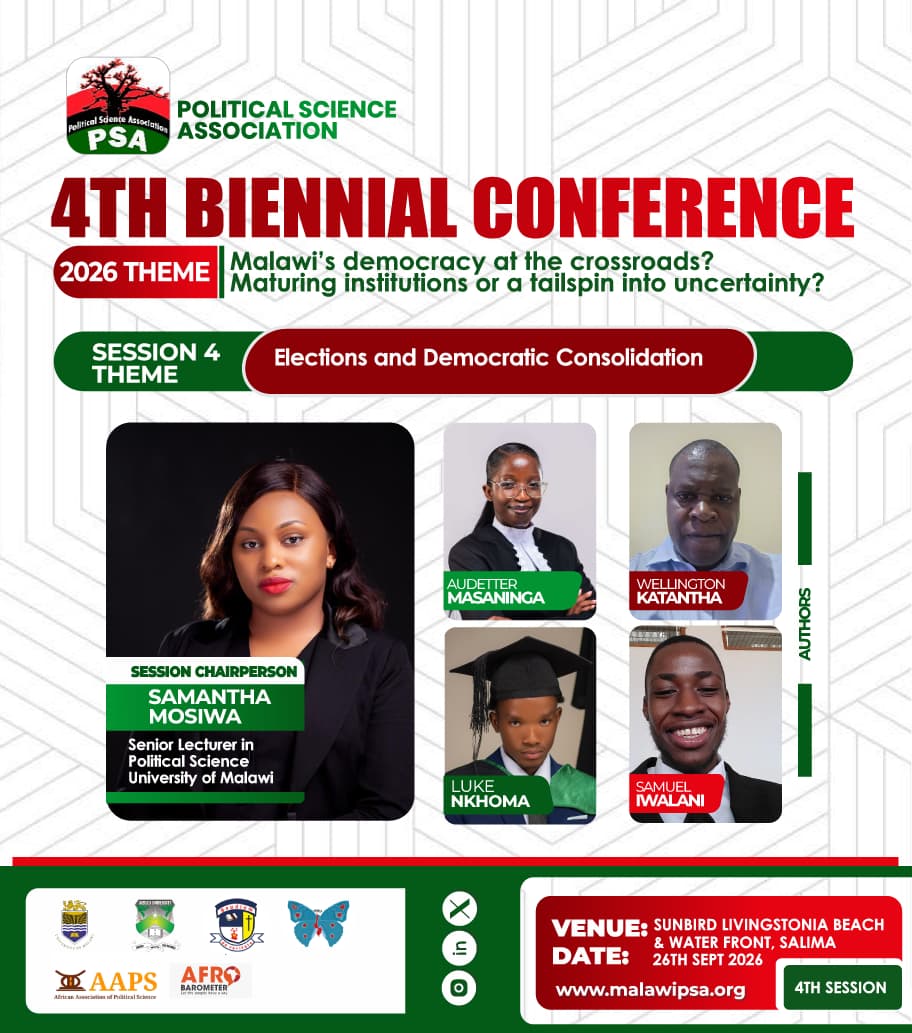 Political Science Association
PSA
POLITICAL SCIENCE
ASSOCIATION
4TH BIENNIAL CONFERENCE
2026 THEME
Malawi's democracy at the crossroads?
Maturing institutions or a tailspin into uncertainty?
SESSION 4
THEME
Elections and Democratic Consolidation
SESSION CHAIRPERSON
SAMANTHA
MOSIWA
Senior Lecturer in
Political Science
University of Malawi
AUDETTER
MASANINGA
WELLINGTON
KATANTHA
LUKE
NKHOMA
SAMUEL
IWALANI
AUTHORS
AAPS
African Association of Political Science
AFRO
BAROMETER
VENUE: SUNBIRD LIVINGSTONIA BEACH
& WATER FRONT, SALIMA
DATE: 26TH SEPT 2026
www.malawipsa.org
4TH SESSION